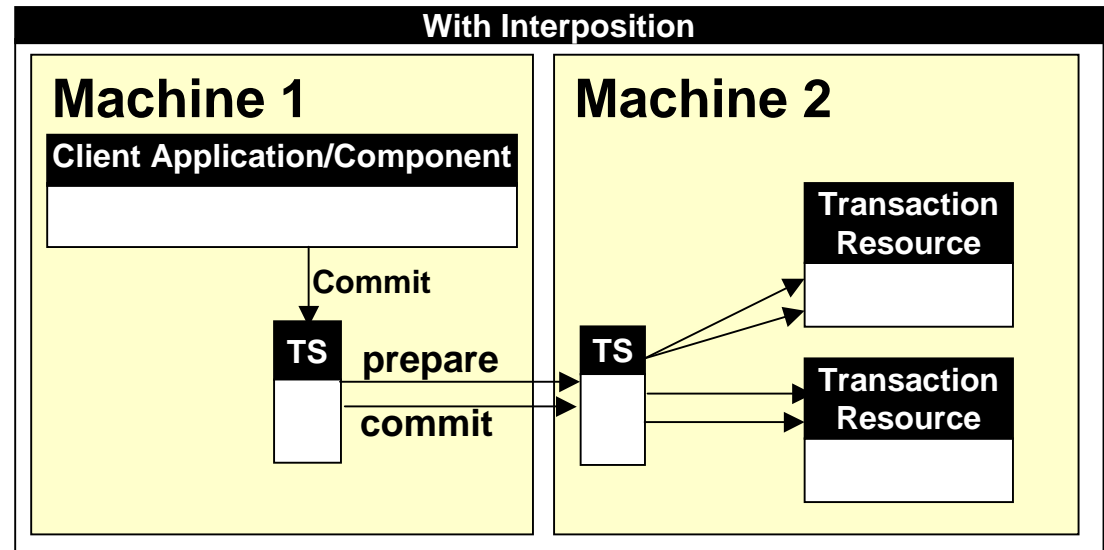 With Interposition
Machine 1
Client Application/Component
Commit
TS
prepare
commit
Machine 2
TS
Transaction
Resource
Transaction
Resource